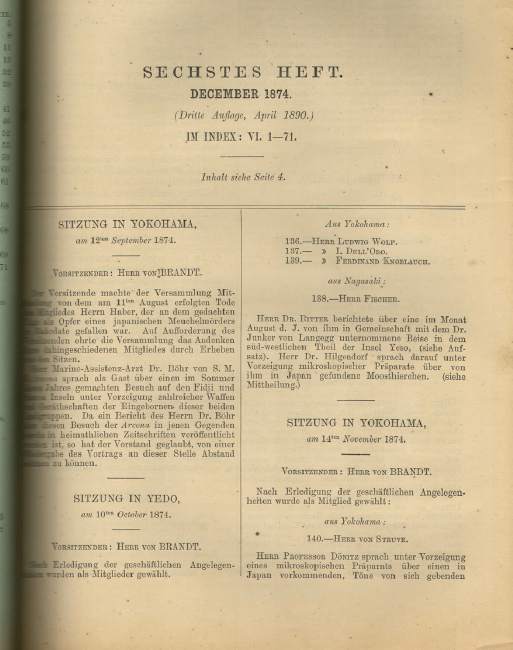 SECHSTES HEFT.
DECEMBER 1874.
(Dritte Auflage, April 1890.)
IM INDEX: VI. 1—71.
Inhalt siehe Seite 4.
SITZUNG IN YOKOHAMA,
am 12ten September 1874.
Vorsitzender: Herr von BRANDT.
Der Versitzende machte der Versammlung Mit-
von dem am 11ten August erfolgten Tode
Mitgliedes Herrn Haber, der an dem gedachten
als Opfer eines japanischen Meuchelmörders
Hakodate gefallen war. Auf Aufforderung des
ehrte die Versammlung das Andenken
dahingeschiedenen Mitgliedes durch Erheben
den Sitzen.
Herr Marine-Assistenz-Arzt Dr. Böhr von S. M.
sprach als Gast über einen im Sommer
Jahres gemachten Besuch auf den Fidji und
Inseln unter Vorzeigung zahlreicher Waffen
Geräthschaften der Eingebornen dieser beiden
gruppen. Da ein Bericht des Herrn Dr. Böhr
diesen Besuch der Arcona in jenen Gegenden
in heimathlichen Zeitschriften veröffentlicht
ist, so hat der Vorstand geglaubt, von einer
des Vortrags an dieser Stelle Abstand
zu können.
SITZUNG IN YEDO,
am 10ten October 1874.
Vorsitzender: Herr von BRANDT.
Nach Erledigung der geschäftlichen Angelegen-
wurden als Mitglieder gewählt.
Aus Yokohama:
136.—Herr Ludwig Wolf.
137.— » I. Dell'Oro.
139.— » Ferdinand Knoblauch.
aus Nagasaki:
138.—Herr Fischer.
Herr Dr. Ritter berichtete über eine im Monat
August d. J. von ihm in Gemeinschaft mit dem Dr.
Junker von Langegg unternommene Reise in dem
süd-westlichen Theil der Insel Yeso, (siehe Auf-
satz). Herr Dr. Hilgendorf sprach darauf unter
Vorzeigung mikroskopischer Präparate über von
ihm in Japan gefundene Moosthierchen. (siehe
Mittheilung.)
SITZUNG IN YOKOHAMA,
am 14ten November 1874.
Vorsitzender: Herr von BRANDT.
Nach Erledigung der geschäftlichen Angelegen-
heiten wurde als Mitglied gewählt:
aus Yokohama:
140.—Herr von Struve.
Herr Professor Dönitz sprach unter Vorzeigung
eines mikroskopischen Präparats über einen in
Japan vorkommenden, Töne von sich gebenden